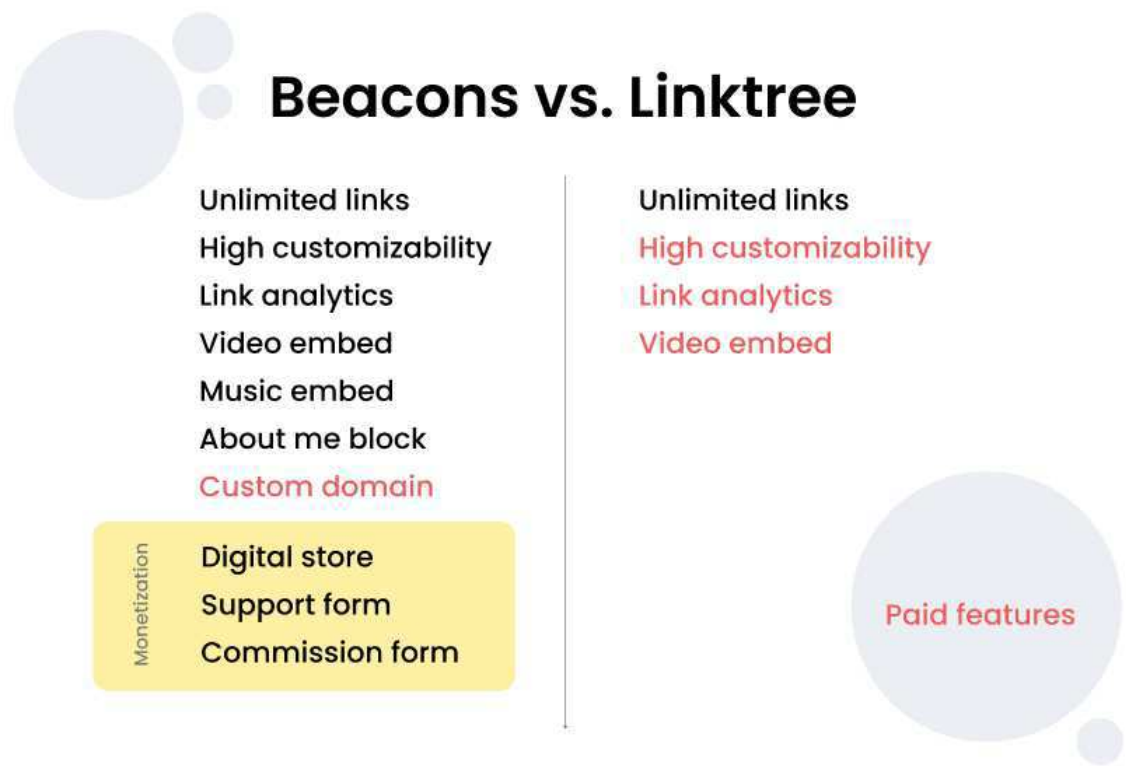 Beacons vs. Linktree
Unlimited links
High customizability
Link analytics
Video embed
Music embed
About me block
Custom domain
Monetization
Digital store
Support form
Commission form
Unlimited links
High customizability
Link analytics
Video embed
Paid features